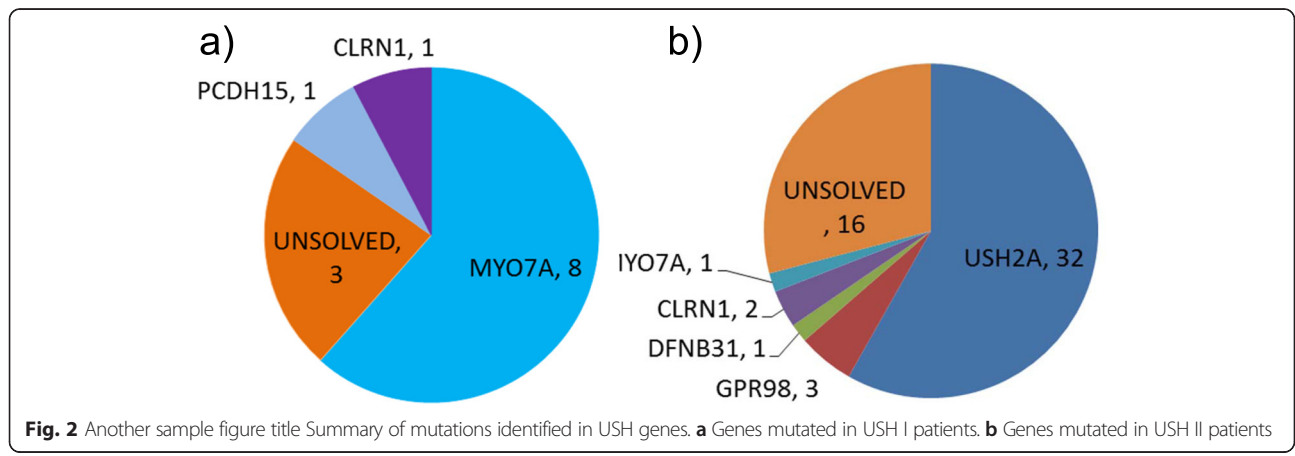 a)
CLRN1, 1
PCDH15, 1
UNSOLVED,
3
MYO7A, 8
b)
UNSOLVED
, 16
USH2A, 32
IYO7A, 1
CLRN1, 2
DFNB31, 1
GPR98, 3
Fig. 2 Another sample figure title Summary of mutations identified in USH genes. a Genes mutated in USH I patients. b Genes mutated in USH II patients